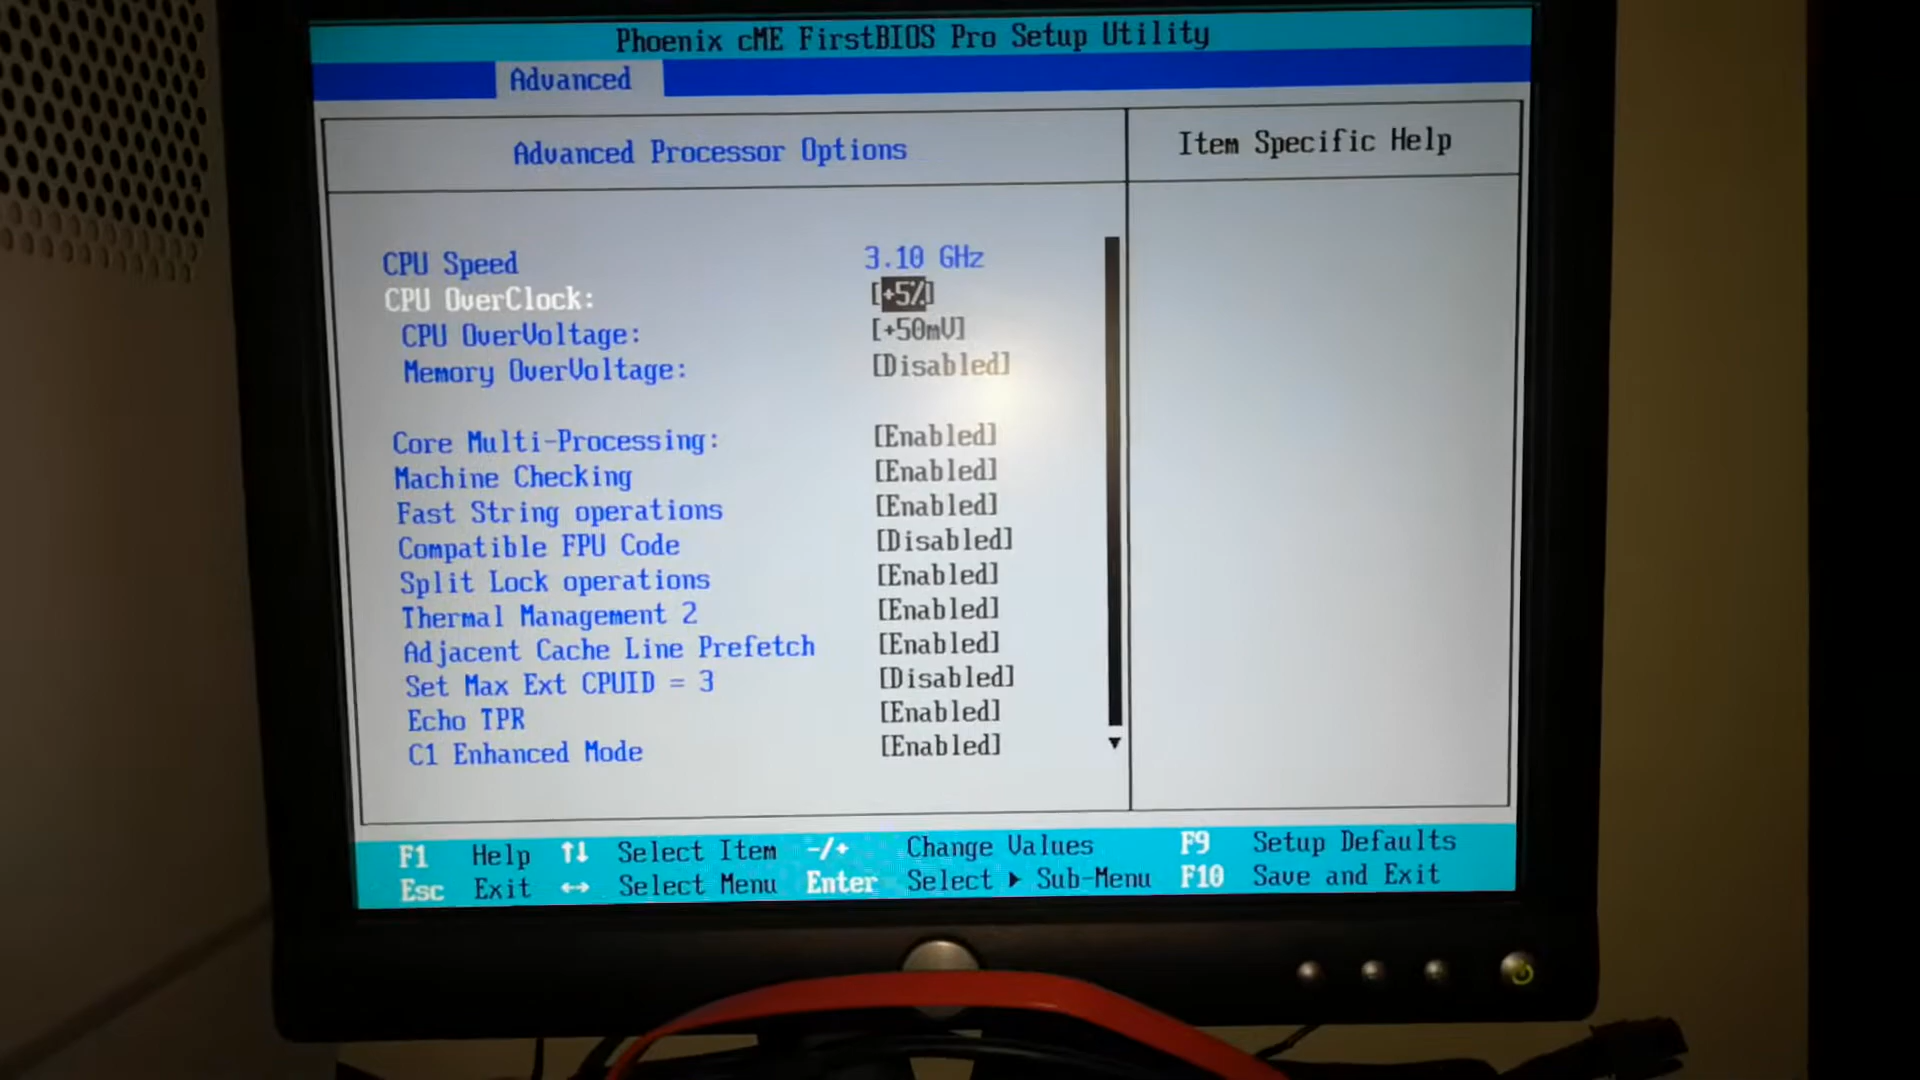 Phoenix cME FirstBIOS Pro Setup Utility
Advanced
Advanced Processor Options
Item Specific Help
CPU Speed 3.10 GHz
CPU OverClock: [+5%]
CPU OverVoltage: [+50mV]
Memory OverVoltage: [Disabled]
Core Multi-Processing: [Enabled]
Machine Checking [Enabled]
Fast String operations [Enabled]
Compatible FPU Code [Disabled]
Split Lock operations [Enabled]
Thermal Management 2 [Enabled]
Adjacent Cache Line Prefetch [Enabled]
Set Max Ext CPUID = 3 [Disabled]
Echo TPR [Enabled]
C1 Enhanced Mode [Enabled]
F1 Help ↑↓ Select Item -/+ Change Values F9 Setup Defaults
Esc Exit ↔ Select Menu Enter Select ▶ Sub-Menu F10 Save and Exit